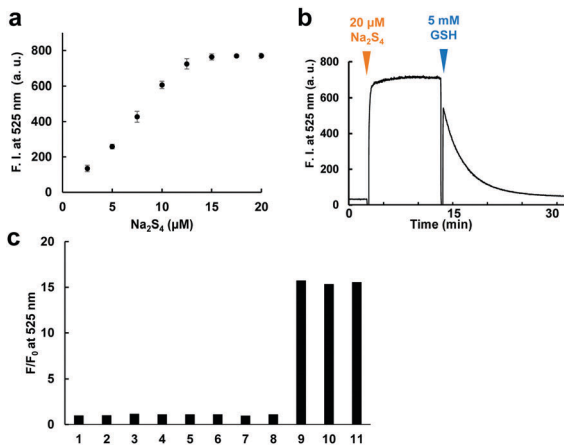 a
F. I. at 525 nm (a. u.)
800
600
400
200
0
0
5
10
15
20
Na₂S₄ (µM)
b
20 µM
Na₂S₄
5 mM
GSH
F. I. at 525 nm (a. u.)
800
600
400
200
0
0
15
30
Time (min)
c
F/F₀ at 525 nm
20
15
10
5
0
1 2 3 4 5 6 7 8 9 10 11